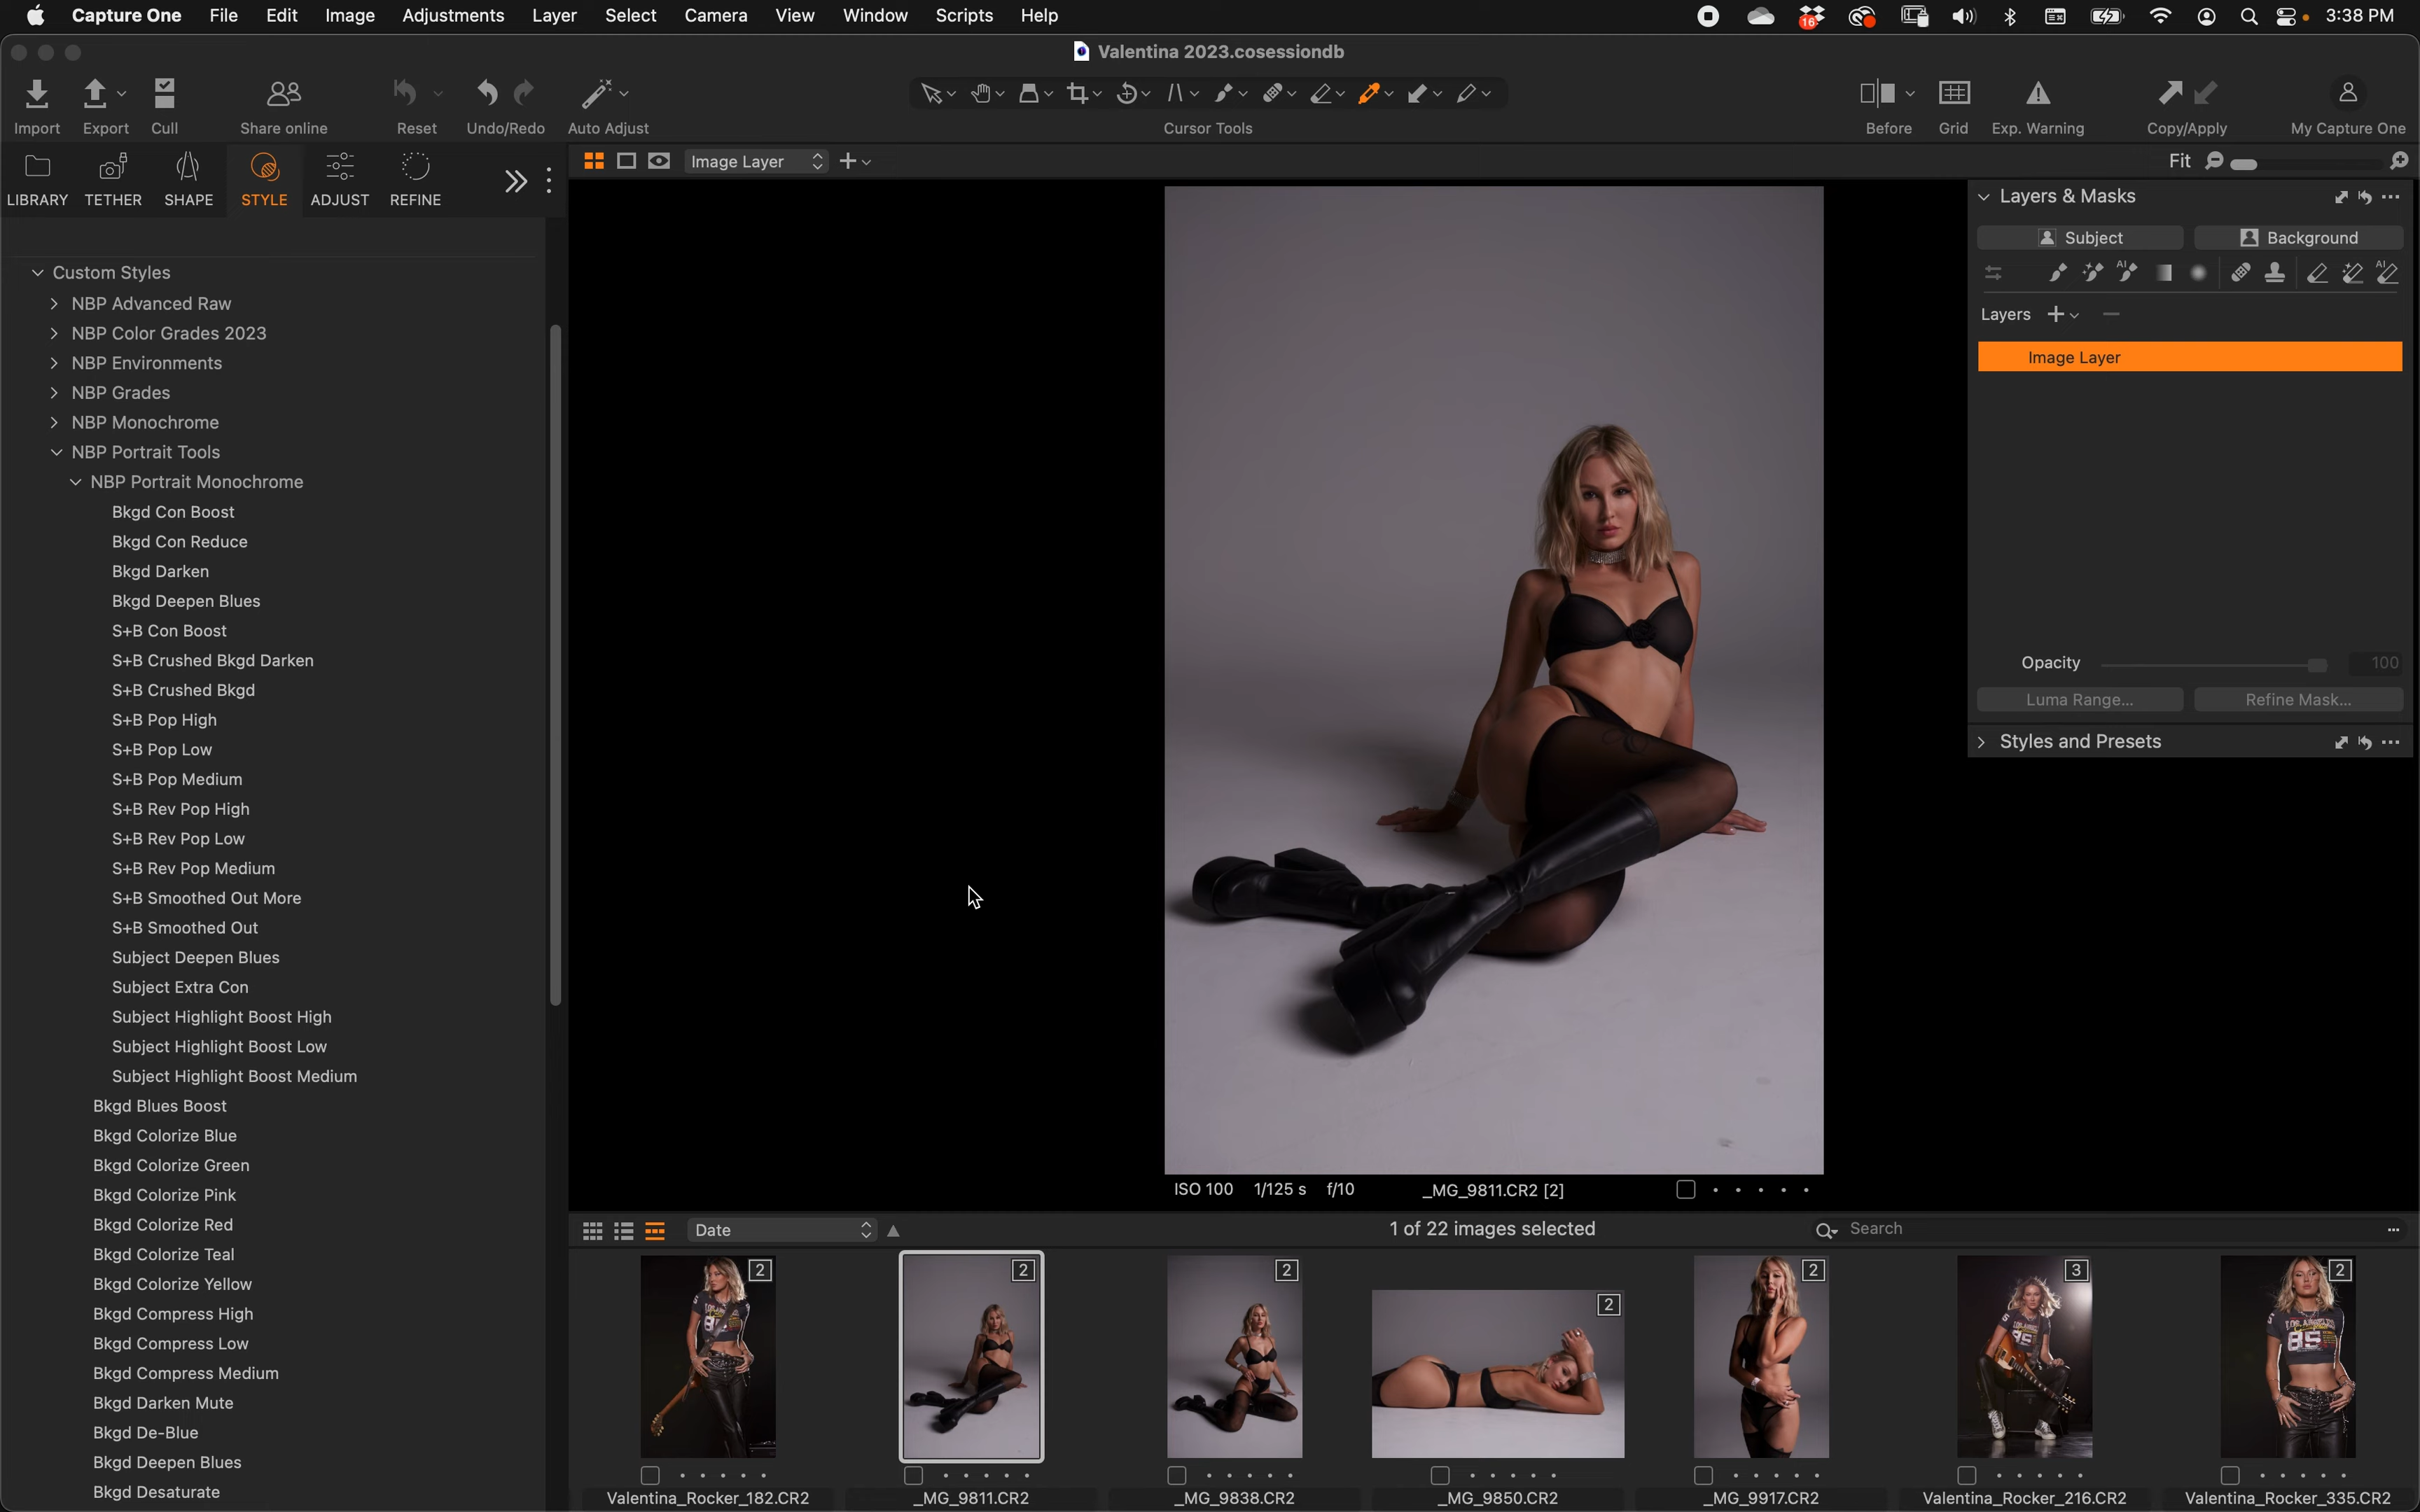 Capture One File Edit Image Adjustments Layer Select Camera View Window Scripts Help 16 3:38 PM
Valentina 2023.cosessiondb
Import Export Cull Share online Reset Undo/Redo Auto Adjust Cursor Tools Before Grid Exp. Warning Copy/Apply My Capture One
LIBRARY TETHER SHAPE STYLE ADJUST REFINE
Image Layer Fit
Custom Styles
NBP Advanced Raw
NBP Color Grades 2023
NBP Environments
NBP Grades
NBP Monochrome
NBP Portrait Tools
NBP Portrait Monochrome
Bkgd Con Boost
Bkgd Con Reduce
Bkgd Darken
Bkgd Deepen Blues
S+B Con Boost
S+B Crushed Bkgd Darken
S+B Crushed Bkgd
S+B Pop High
S+B Pop Low
S+B Pop Medium
S+B Rev Pop High
S+B Rev Pop Low
S+B Rev Pop Medium
S+B Smoothed Out More
S+B Smoothed Out
Subject Deepen Blues
Subject Extra Con
Subject Highlight Boost High
Subject Highlight Boost Low
Subject Highlight Boost Medium
Bkgd Blues Boost
Bkgd Colorize Blue
Bkgd Colorize Green
Bkgd Colorize Pink
Bkgd Colorize Red
Bkgd Colorize Teal
Bkgd Colorize Yellow
Bkgd Compress High
Bkgd Compress Low
Bkgd Compress Medium
Bkgd Darken Mute
Bkgd De-Blue
Bkgd Deepen Blues
Bkgd Desaturate
Layers & Masks
Subject Background
AI AI
Layers
Image Layer
Opacity 100
Luma Range... Refine Mask...
Styles and Presets
ISO 100 1/125 s f/10 _MG_9811.CR2 [2]
Date 1 of 22 images selected Search
2 2 2 2 2 3 2
LOS ANGELES
85
Valentina_Rocker_182.CR2 _MG_9811.CR2 _MG_9838.CR2 _MG_9850.CR2 _MG_9917.CR2 Valentina_Rocker_216.CR2 Valentina_Rocker_335.CR2